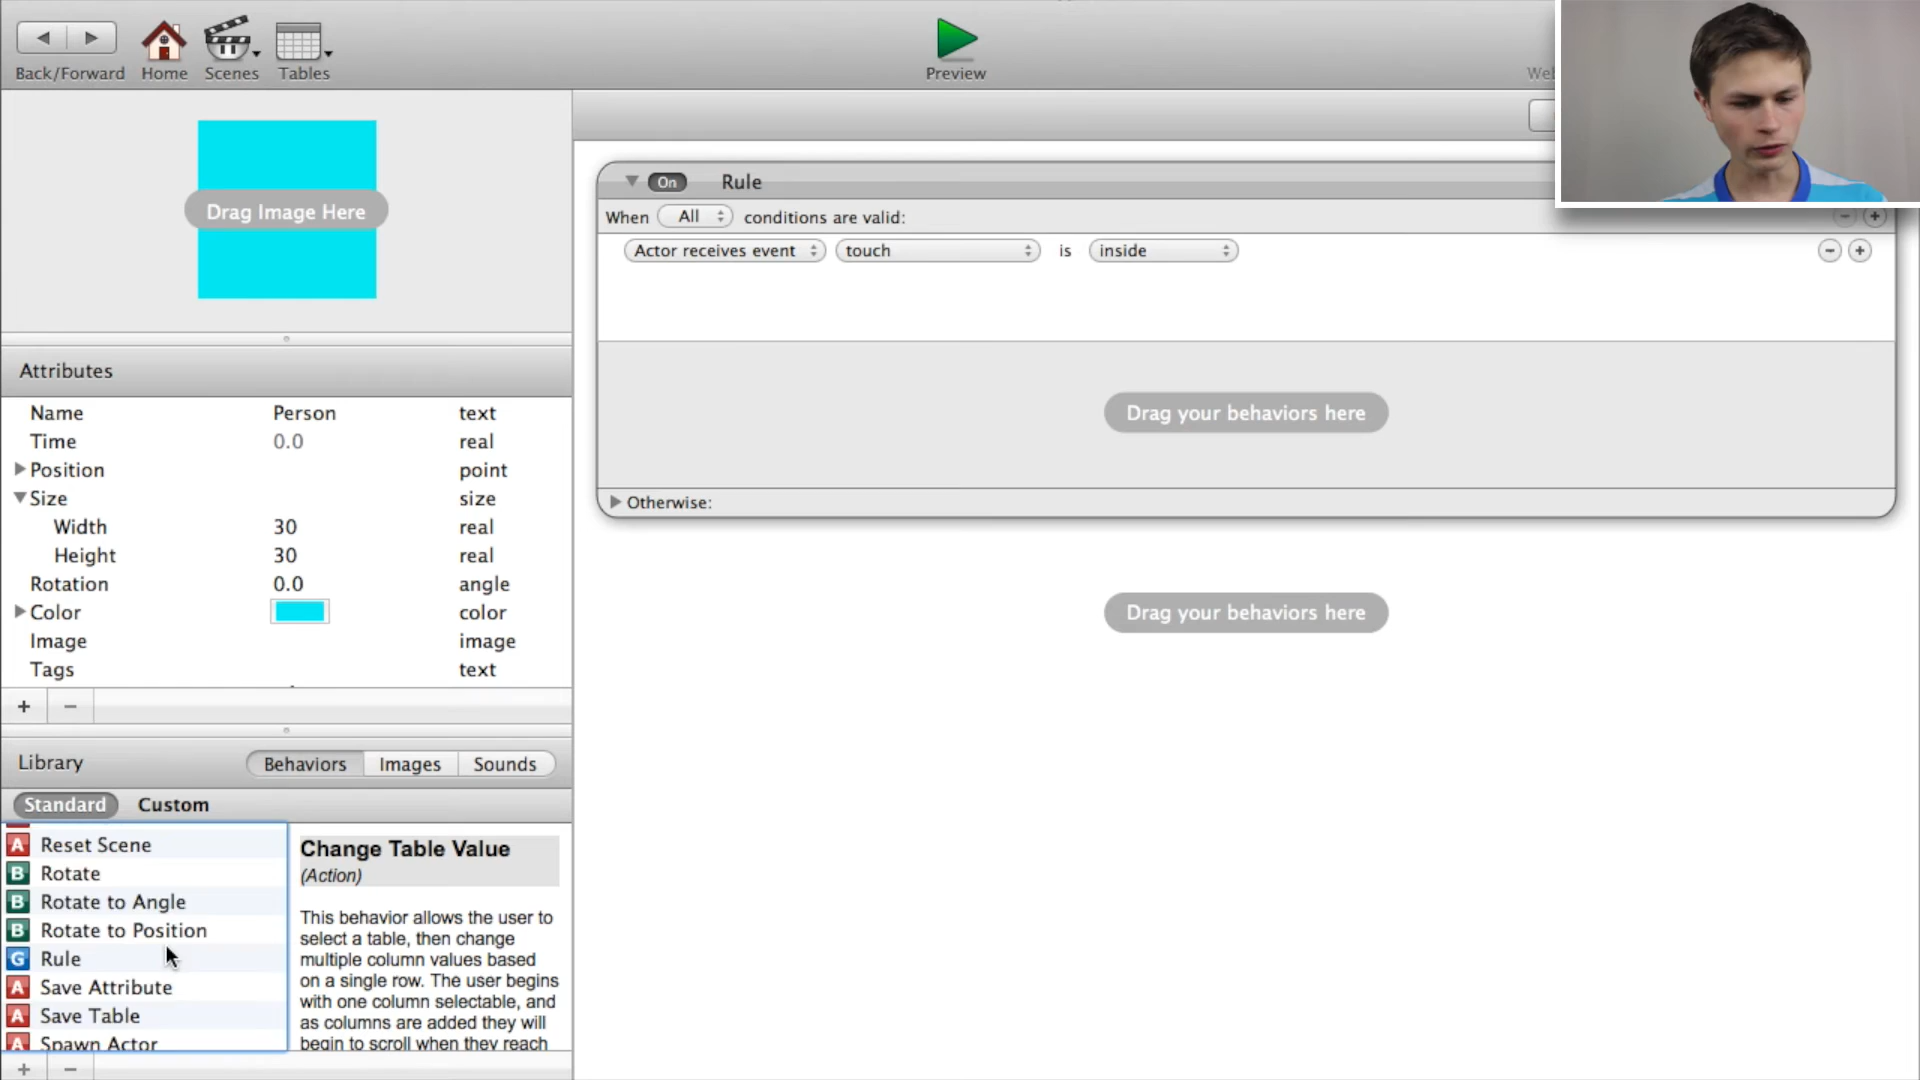 Back/Forward
Home
Scenes
Tables
Preview
Drag Image Here
On
Rule
When
All
conditions are valid:
Actor receives event
touch
is
inside
Drag your behaviors here
Otherwise:
Drag your behaviors here
Attributes
Name Person text
Time 0.0 real
Position point
Size size
Width 30 real
Height 30 real
Rotation 0.0 angle
Color color
Image image
Tags text
Library
Behaviors
Images
Sounds
Standard
Custom
A Reset Scene
B Rotate
B Rotate to Angle
B Rotate to Position
G Rule
A Save Attribute
A Save Table
A Spawn Actor
Change Table Value
(Action)
This behavior allows the user to
select a table, then change
multiple column values based
on a single row. The user begins
with one column selectable, and
as columns are added they will
begin to scroll when they reach